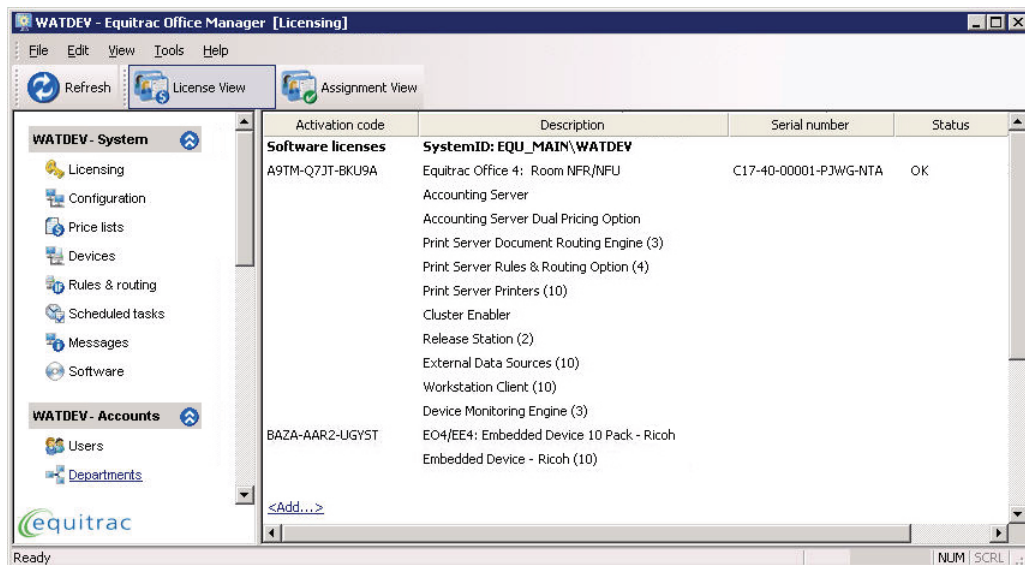 WATDEV - Equitrac Office Manager [Licensing]
File Edit View Tools Help
Refresh License View Assignment View
WATDEV - System
Licensing
Configuration
Price lists
Devices
Rules & routing
Scheduled tasks
Messages
Software
WATDEV - Accounts
Users
Departments
equitrac
Activation code Description Serial number Status
Software licenses SystemID: EQU_MAIN\WATDEV
A9TM-Q7JT-BKU9A Equitrac Office 4: Room NFR/NFU C17-40-00001-PJWG-NTA OK
Accounting Server
Accounting Server Dual Pricing Option
Print Server Document Routing Engine (3)
Print Server Rules & Routing Option (4)
Print Server Printers (10)
Cluster Enabler
Release Station (2)
External Data Sources (10)
Workstation Client (10)
Device Monitoring Engine (3)
BAZA-AAR2-UGYST EO4/EE4: Embedded Device 10 Pack - Ricoh
Embedded Device - Ricoh (10)
<Add...>
Ready NUM SCRL